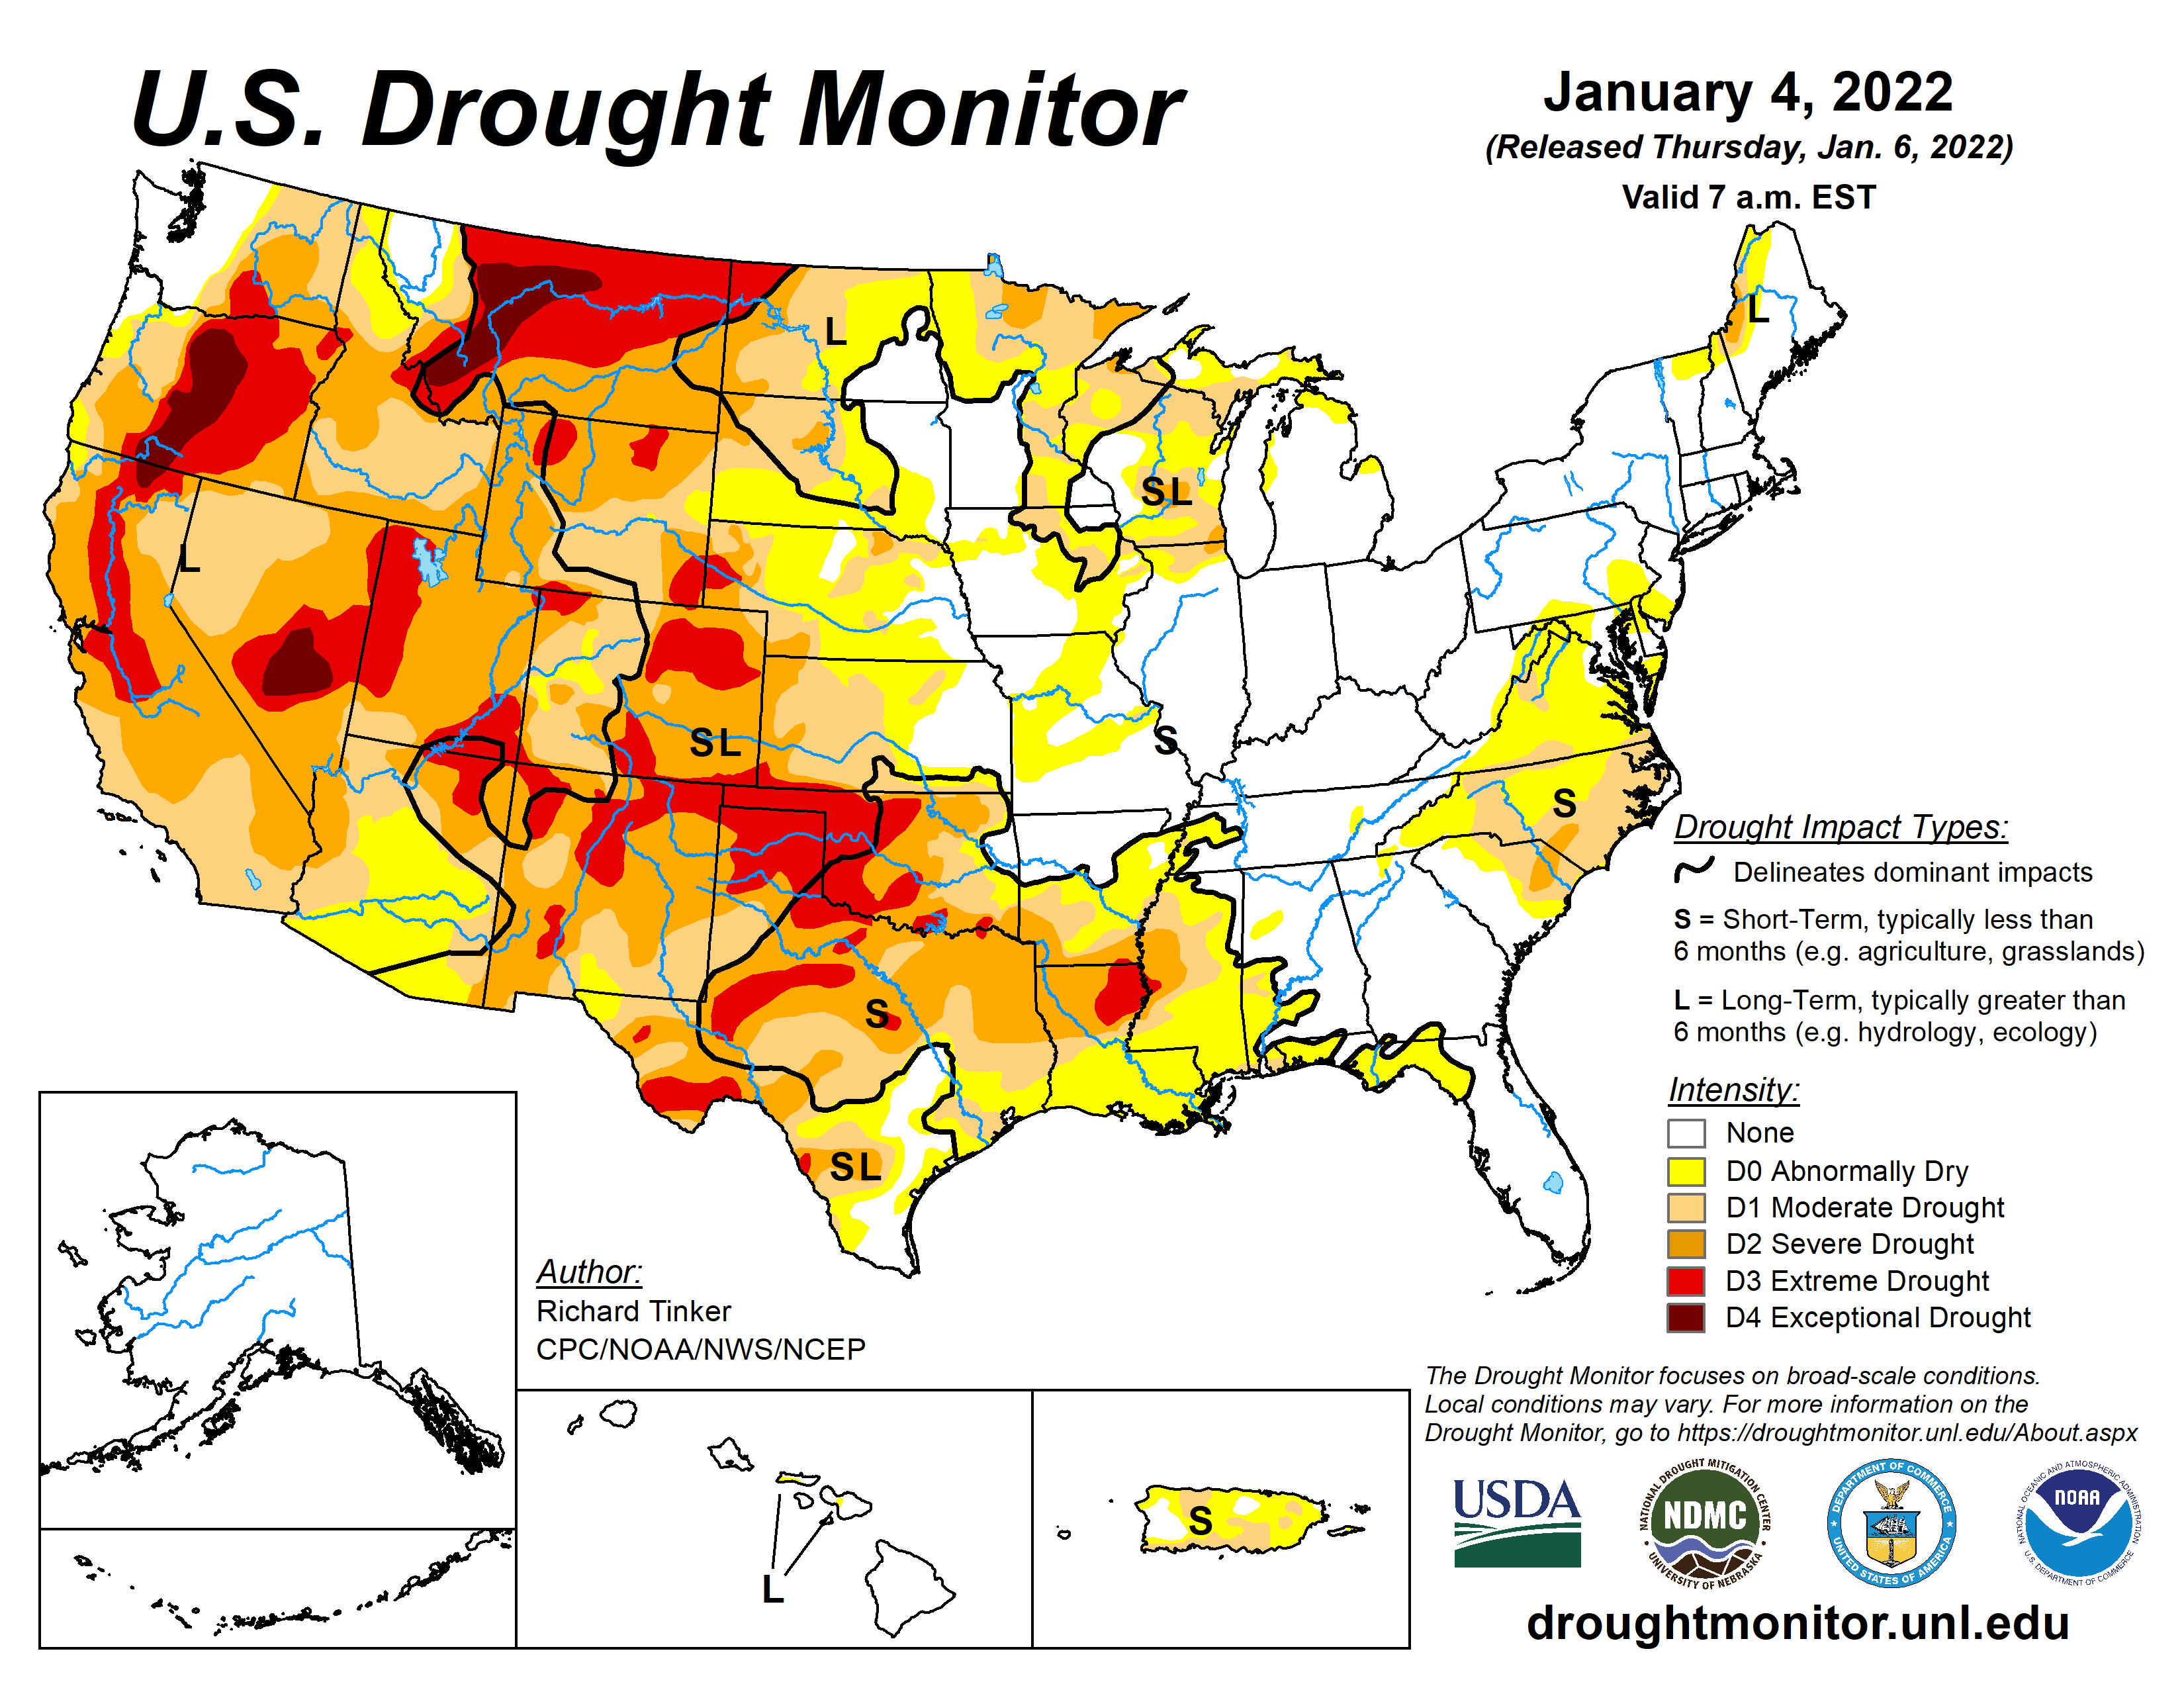 U.S. Drought Monitor
January 4, 2022
(Released Thursday, Jan. 6, 2022)
Valid 7 a.m. EST
L
L
L
S L
S L
S
S
S
S L
Drought Impact Types:
Delineates dominant impacts
S = Short-Term, typically less than
6 months (e.g. agriculture, grasslands)
L = Long-Term, typically greater than
6 months (e.g. hydrology, ecology)
Intensity:
None
D0 Abnormally Dry
D1 Moderate Drought
D2 Severe Drought
D3 Extreme Drought
D4 Exceptional Drought
Author:
Richard Tinker
CPC/NOAA/NWS/NCEP
The Drought Monitor focuses on broad-scale conditions.
Local conditions may vary. For more information on the
Drought Monitor, go to https://droughtmonitor.unl.edu/About.aspx
L
S
USDA
NATIONAL DROUGHT MITIGATION CENTER
NDMC
UNIVERSITY OF NEBRASKA
DEPARTMENT OF COMMERCE
UNITED STATES OF AMERICA
NATIONAL OCEANIC AND ATMOSPHERIC ADMINISTRATION
NOAA
U.S. DEPARTMENT OF COMMERCE
droughtmonitor.unl.edu